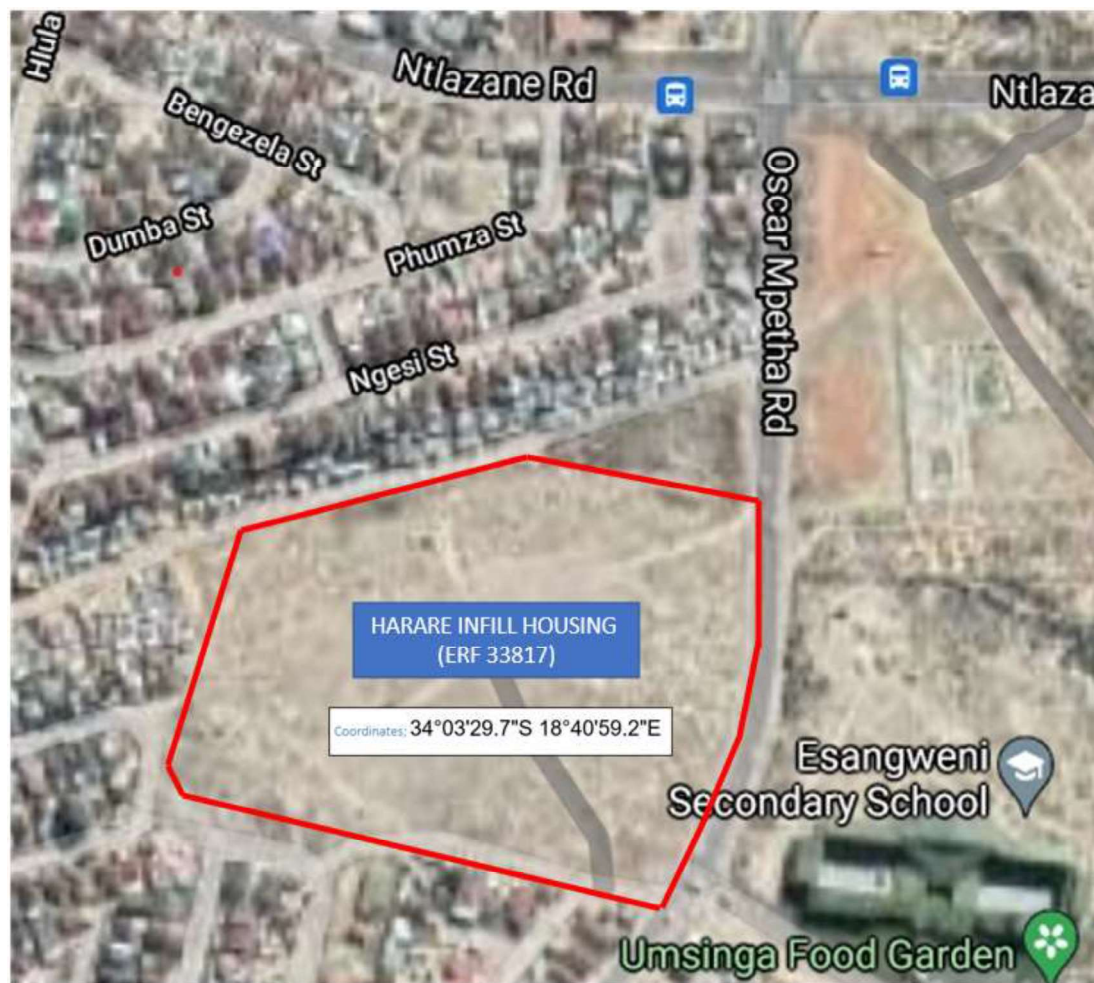 Hlula
Ntlazane Rd
Ntlaza
Bengezela St
Dumba St
Phumza St
Oscar Mpetha Rd
Ngesi St
HARARE INFILL HOUSING
(ERF 33817)
Coordinates: 34°03'29.7"S 18°40'59.2"E
Esangweni
Secondary School
Umsinga Food Garden